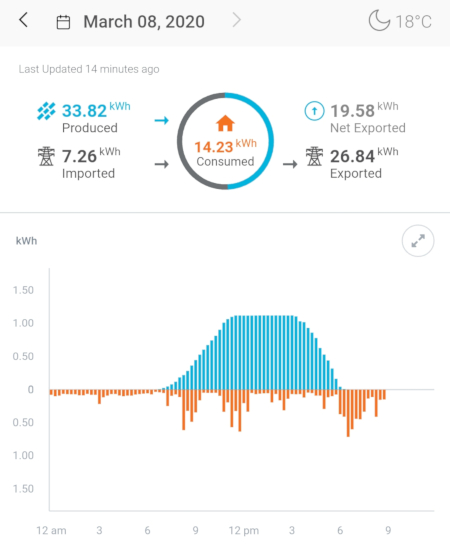 March 08, 2020
18°C
Last Updated 14 minutes ago
33.82 kWh
Produced
7.26 kWh
Imported
14.23 kWh
Consumed
19.58 kWh
Net Exported
26.84 kWh
Exported
kWh
1.50
1.00
0.50
0
0.50
1.00
1.50
12 am 3 6 9 12 pm 3 6 9